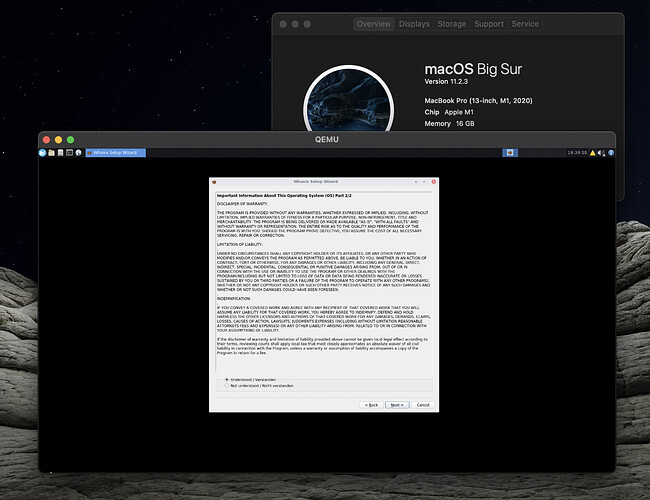 Overview Displays Storage Support Service
macOS Big Sur
Version 11.2.3
MacBook Pro (13-inch, M1, 2020)
Chip Apple M1
Memory 16 GB
QEMU
Whonix Setup Wizard
19:39:18
Whonix Setup Wizard
Important Information About This Operating System (OS) Part 2/2
DISCLAIMER OF WARRANTY.
THE PROGRAM IS PROVIDED WITHOUT ANY WARRANTIES, WHETHER EXPRESSED OR IMPLIED, INCLUDING, WITHOUT
LIMITATION, IMPLIED WARRANTIES OF FITNESS FOR A PARTICULAR PURPOSE, NON-INFRINGEMENT, TITLE AND
MERCHANTABILITY. THE PROGRAM IS BEING DELIVERED OR MADE AVAILABLE "AS IS", "WITH ALL FAULTS" AND
WITHOUT WARRANTY OR REPRESENTATION. THE ENTIRE RISK AS TO THE QUALITY AND PERFORMANCE OF THE
PROGRAM IS WITH YOU. SHOULD THE PROGRAM PROVE DEFECTIVE, YOU ASSUME THE COST OF ALL NECESSARY
SERVICING, REPAIR OR CORRECTION.
LIMITATION OF LIABILITY.
UNDER NO CIRCUMSTANCES SHALL ANY COPYRIGHT HOLDER OR ITS AFFILIATES, OR ANY OTHER PARTY WHO
MODIFIES AND/OR CONVEYS THE PROGRAM AS PERMITTED ABOVE, BE LIABLE TO YOU, WHETHER IN AN ACTION OF
CONTRACT, TORT OR OTHERWISE, FOR ANY DAMAGES OR OTHER LIABILITY, INCLUDING ANY GENERAL, DIRECT,
INDIRECT, SPECIAL, INCIDENTAL, CONSEQUENTIAL OR PUNITIVE DAMAGES ARISING FROM, OUT OF OR IN
CONNECTION WITH THE USE OR INABILITY TO USE THE PROGRAM OR OTHER DEALINGS WITH THE
PROGRAM(INCLUDING BUT NOT LIMITED TO LOSS OF DATA OR DATA BEING RENDERED INACCURATE OR LOSSES
SUSTAINED BY YOU OR THIRD PARTIES OR A FAILURE OF THE PROGRAM TO OPERATE WITH ANY OTHER PROGRAMS),
WHETHER OR NOT ANY COPYRIGHT HOLDER OR SUCH OTHER PARTY RECEIVES NOTICE OF ANY SUCH DAMAGES AND
WHETHER OR NOT SUCH DAMAGES COULD HAVE BEEN FORESEEN.
INDEMNIFICATION.
IF YOU CONVEY A COVERED WORK AND AGREE WITH ANY RECIPIENT OF THAT COVERED WORK THAT YOU WILL
ASSUME ANY LIABILITY FOR THAT COVERED WORK, YOU HEREBY AGREE TO INDEMNIFY, DEFEND AND HOLD
HARMLESS THE OTHER LICENSORS AND AUTHORS OF THAT COVERED WORK FOR ANY DAMAGES, DEMANDS, CLAIMS,
LOSSES, CAUSES OF ACTION, LAWSUITS, JUDGMENTS EXPENSES (INCLUDING WITHOUT LIMITATION REASONABLE
ATTORNEYS FEES AND EXPENSES) OR ANY OTHER LIABILITY ARISING FROM, RELATED TO OR IN CONNECTION WITH
YOUR ASSUMPTIONS OF LIABILITY.
If the disclaimer of warranty and limitation of liability provided above cannot be given local legal effect according to
their terms, reviewing courts shall apply local law that most closely approximates an absolute waiver of all civil
liability in connection with the Program, unless a warranty or assumption of liability accompanies a copy of the
Program in return for a fee.
Understood / Verstanden
Not understood / Nicht verstanden
< Back Next > Cancel